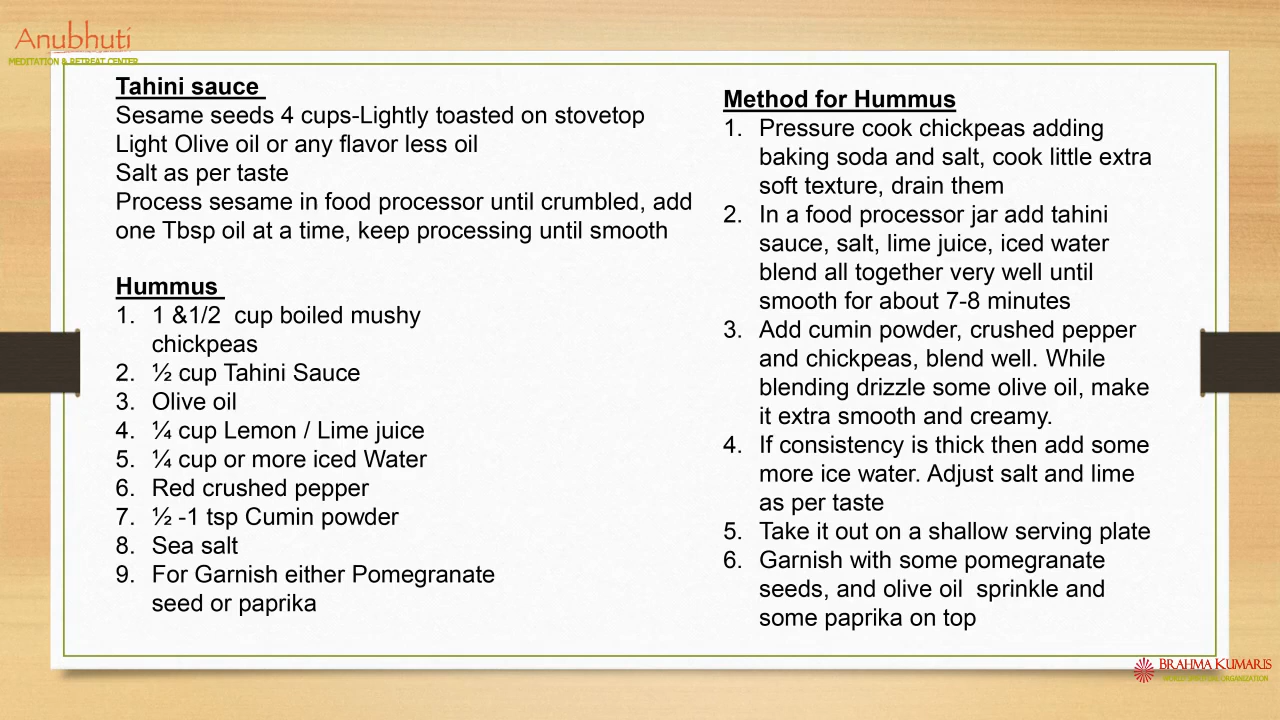 Anubhuti
MEDITATION & RETREAT CENTER
Tahini sauce
Sesame seeds 4 cups-Lightly toasted on stovetop
Light Olive oil or any flavor less oil
Salt as per taste
Process sesame in food processor until crumbled, add
one Tbsp oil at a time, keep processing until smooth
Hummus
1. 1 &1/2 cup boiled mushy
chickpeas
2. ½ cup Tahini Sauce
3. Olive oil
4. ¼ cup Lemon / Lime juice
5. ¼ cup or more iced Water
6. Red crushed pepper
7. ½ -1 tsp Cumin powder
8. Sea salt
9. For Garnish either Pomegranate
seed or paprika
Method for Hummus
1. Pressure cook chickpeas adding
baking soda and salt, cook little extra
soft texture, drain them
2. In a food processor jar add tahini
sauce, salt, lime juice, iced water
blend all together very well until
smooth for about 7-8 minutes
3. Add cumin powder, crushed pepper
and chickpeas, blend well. While
blending drizzle some olive oil, make
it extra smooth and creamy.
4. If consistency is thick then add some
more ice water. Adjust salt and lime
as per taste
5. Take it out on a shallow serving plate
6. Garnish with some pomegranate
seeds, and olive oil sprinkle and
some paprika on top
BRAHMA KUMARIS
WORLD SPIRITUAL ORGANIZATION